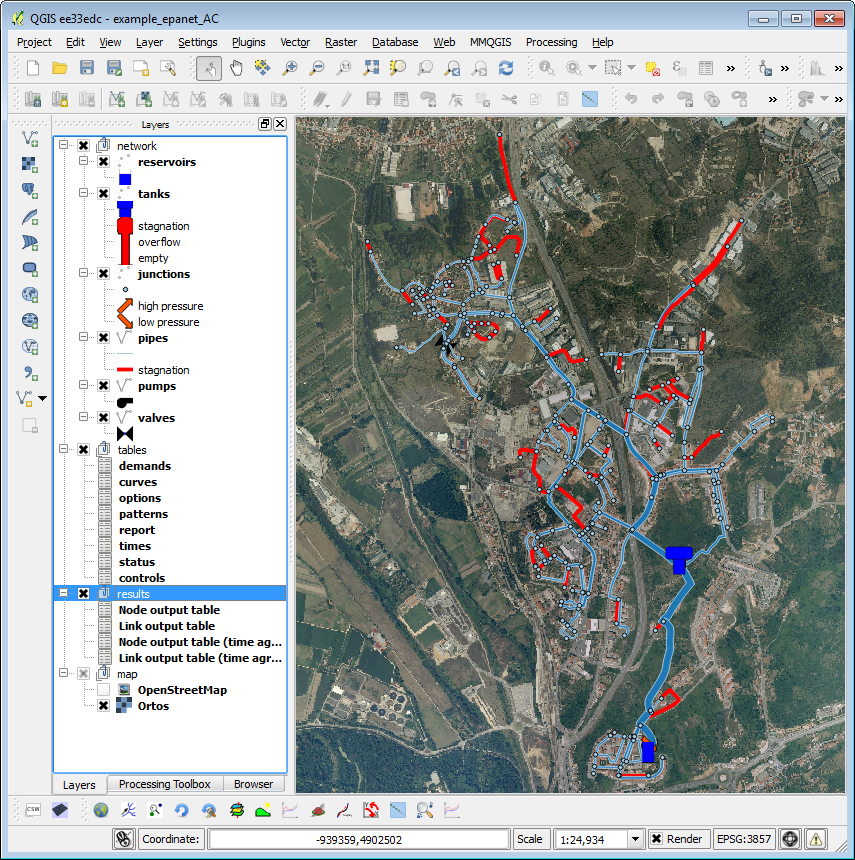 QGIS ee33edc - example_epanet_AC
Project Edit View Layer Settings Plugins Vector Raster Database Web MMQGIS Processing Help
Layers
network
reservoirs
tanks
stagnation
overflow
empty
junctions
high pressure
low pressure
pipes
stagnation
pumps
valves
tables
demands
curves
options
patterns
report
times
status
controls
results
Node output table
Link output table
Node output table (time ag...
Link output table (time agr...
map
OpenStreetMap
Ortos
Layers Processing Toolbox Browser
CSW
Coordinate: -939359,4902502 Scale 1:24,934 Render EPSG:3857